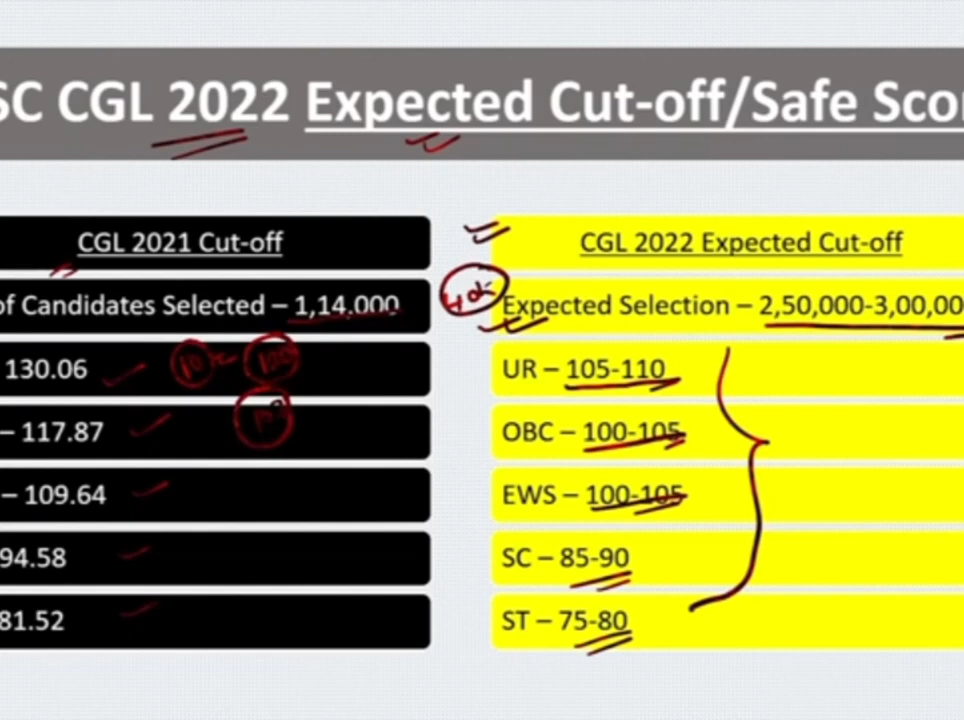 SC CGL 2022 Expected Cut-off/Safe Scor
CGL 2021 Cut-off
of Candidates Selected – 1,14,000
130.06
– 117.87
– 109.64
94.58
81.52
CGL 2022 Expected Cut-off
Expected Selection – 2,50,000-3,00,00
UR – 105-110
OBC – 100-105
EWS – 100-105
SC – 85-90
ST – 75-80